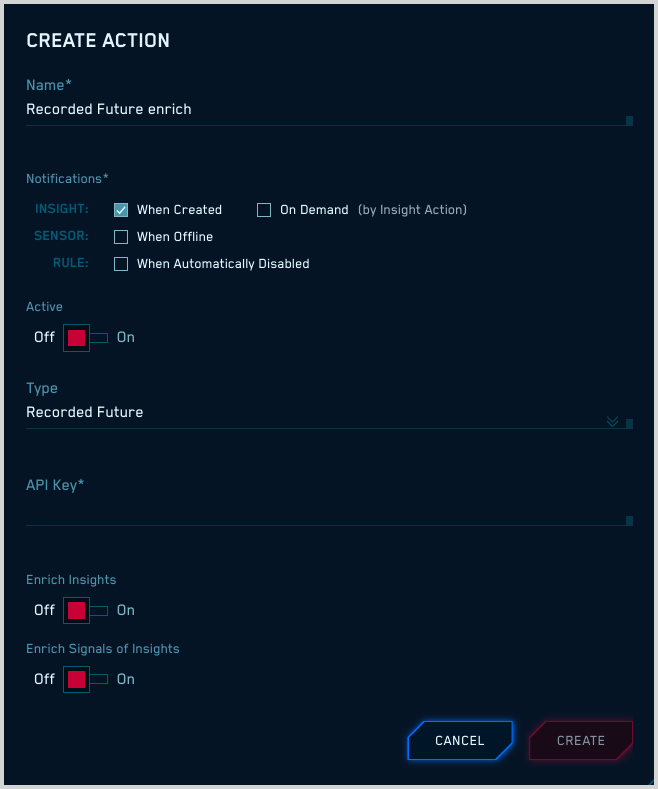 CREATE ACTION
Name*
Recorded Future enrich
Notifications*
INSIGHT: When Created On Demand (by Insight Action)
SENSOR: When Offline
RULE: When Automatically Disabled
Active
Off On
Type
Recorded Future
API Key*
Enrich Insights
Off On
Enrich Signals of Insights
Off On
CANCEL CREATE